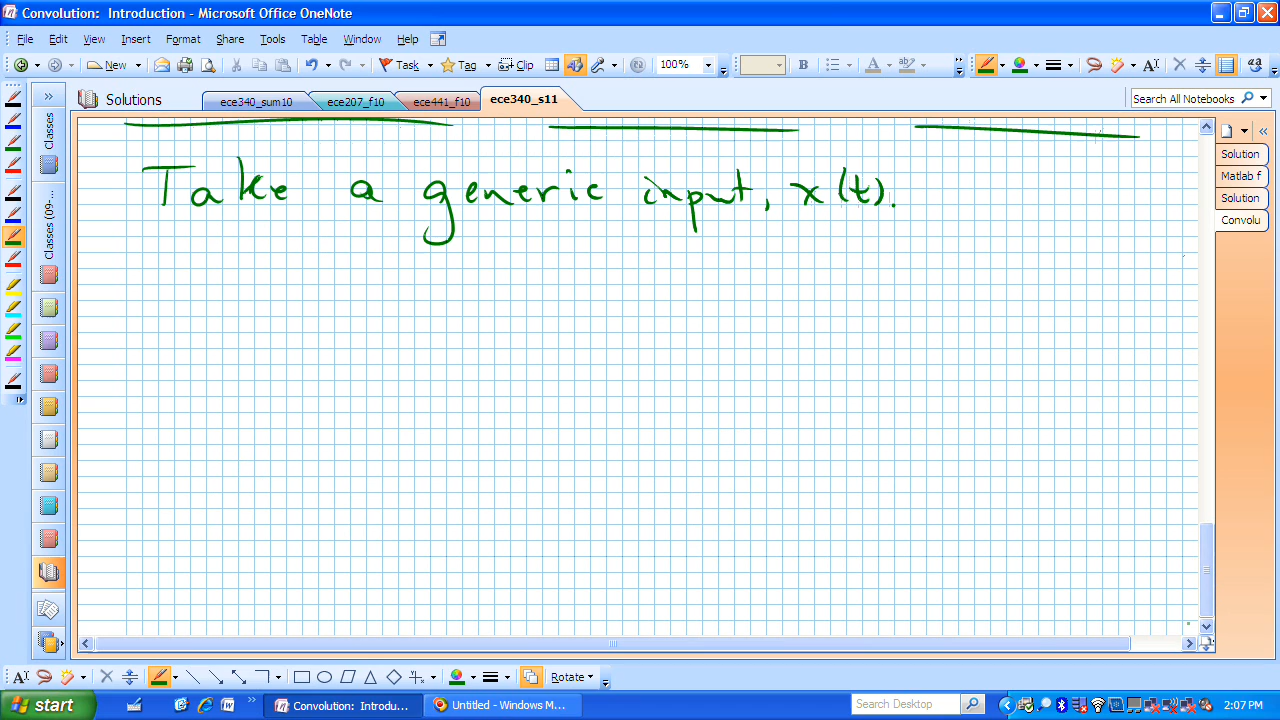 Convolution: Introduction - Microsoft Office OneNote
File Edit View Insert Format Share Tools Table Window Help
New Task Tag Clip 100%
Solutions ece340_sum10 ece207_f10 ece441_f10 ece340_s11 Search All Notebooks
Classes
Classes (09-...
Solution
Matlab f
Solution
Convolu
Take a generic input, x(t).
Rotate
start Convolution: Introdu... Untitled - Windows M... Search Desktop 2:07 PM